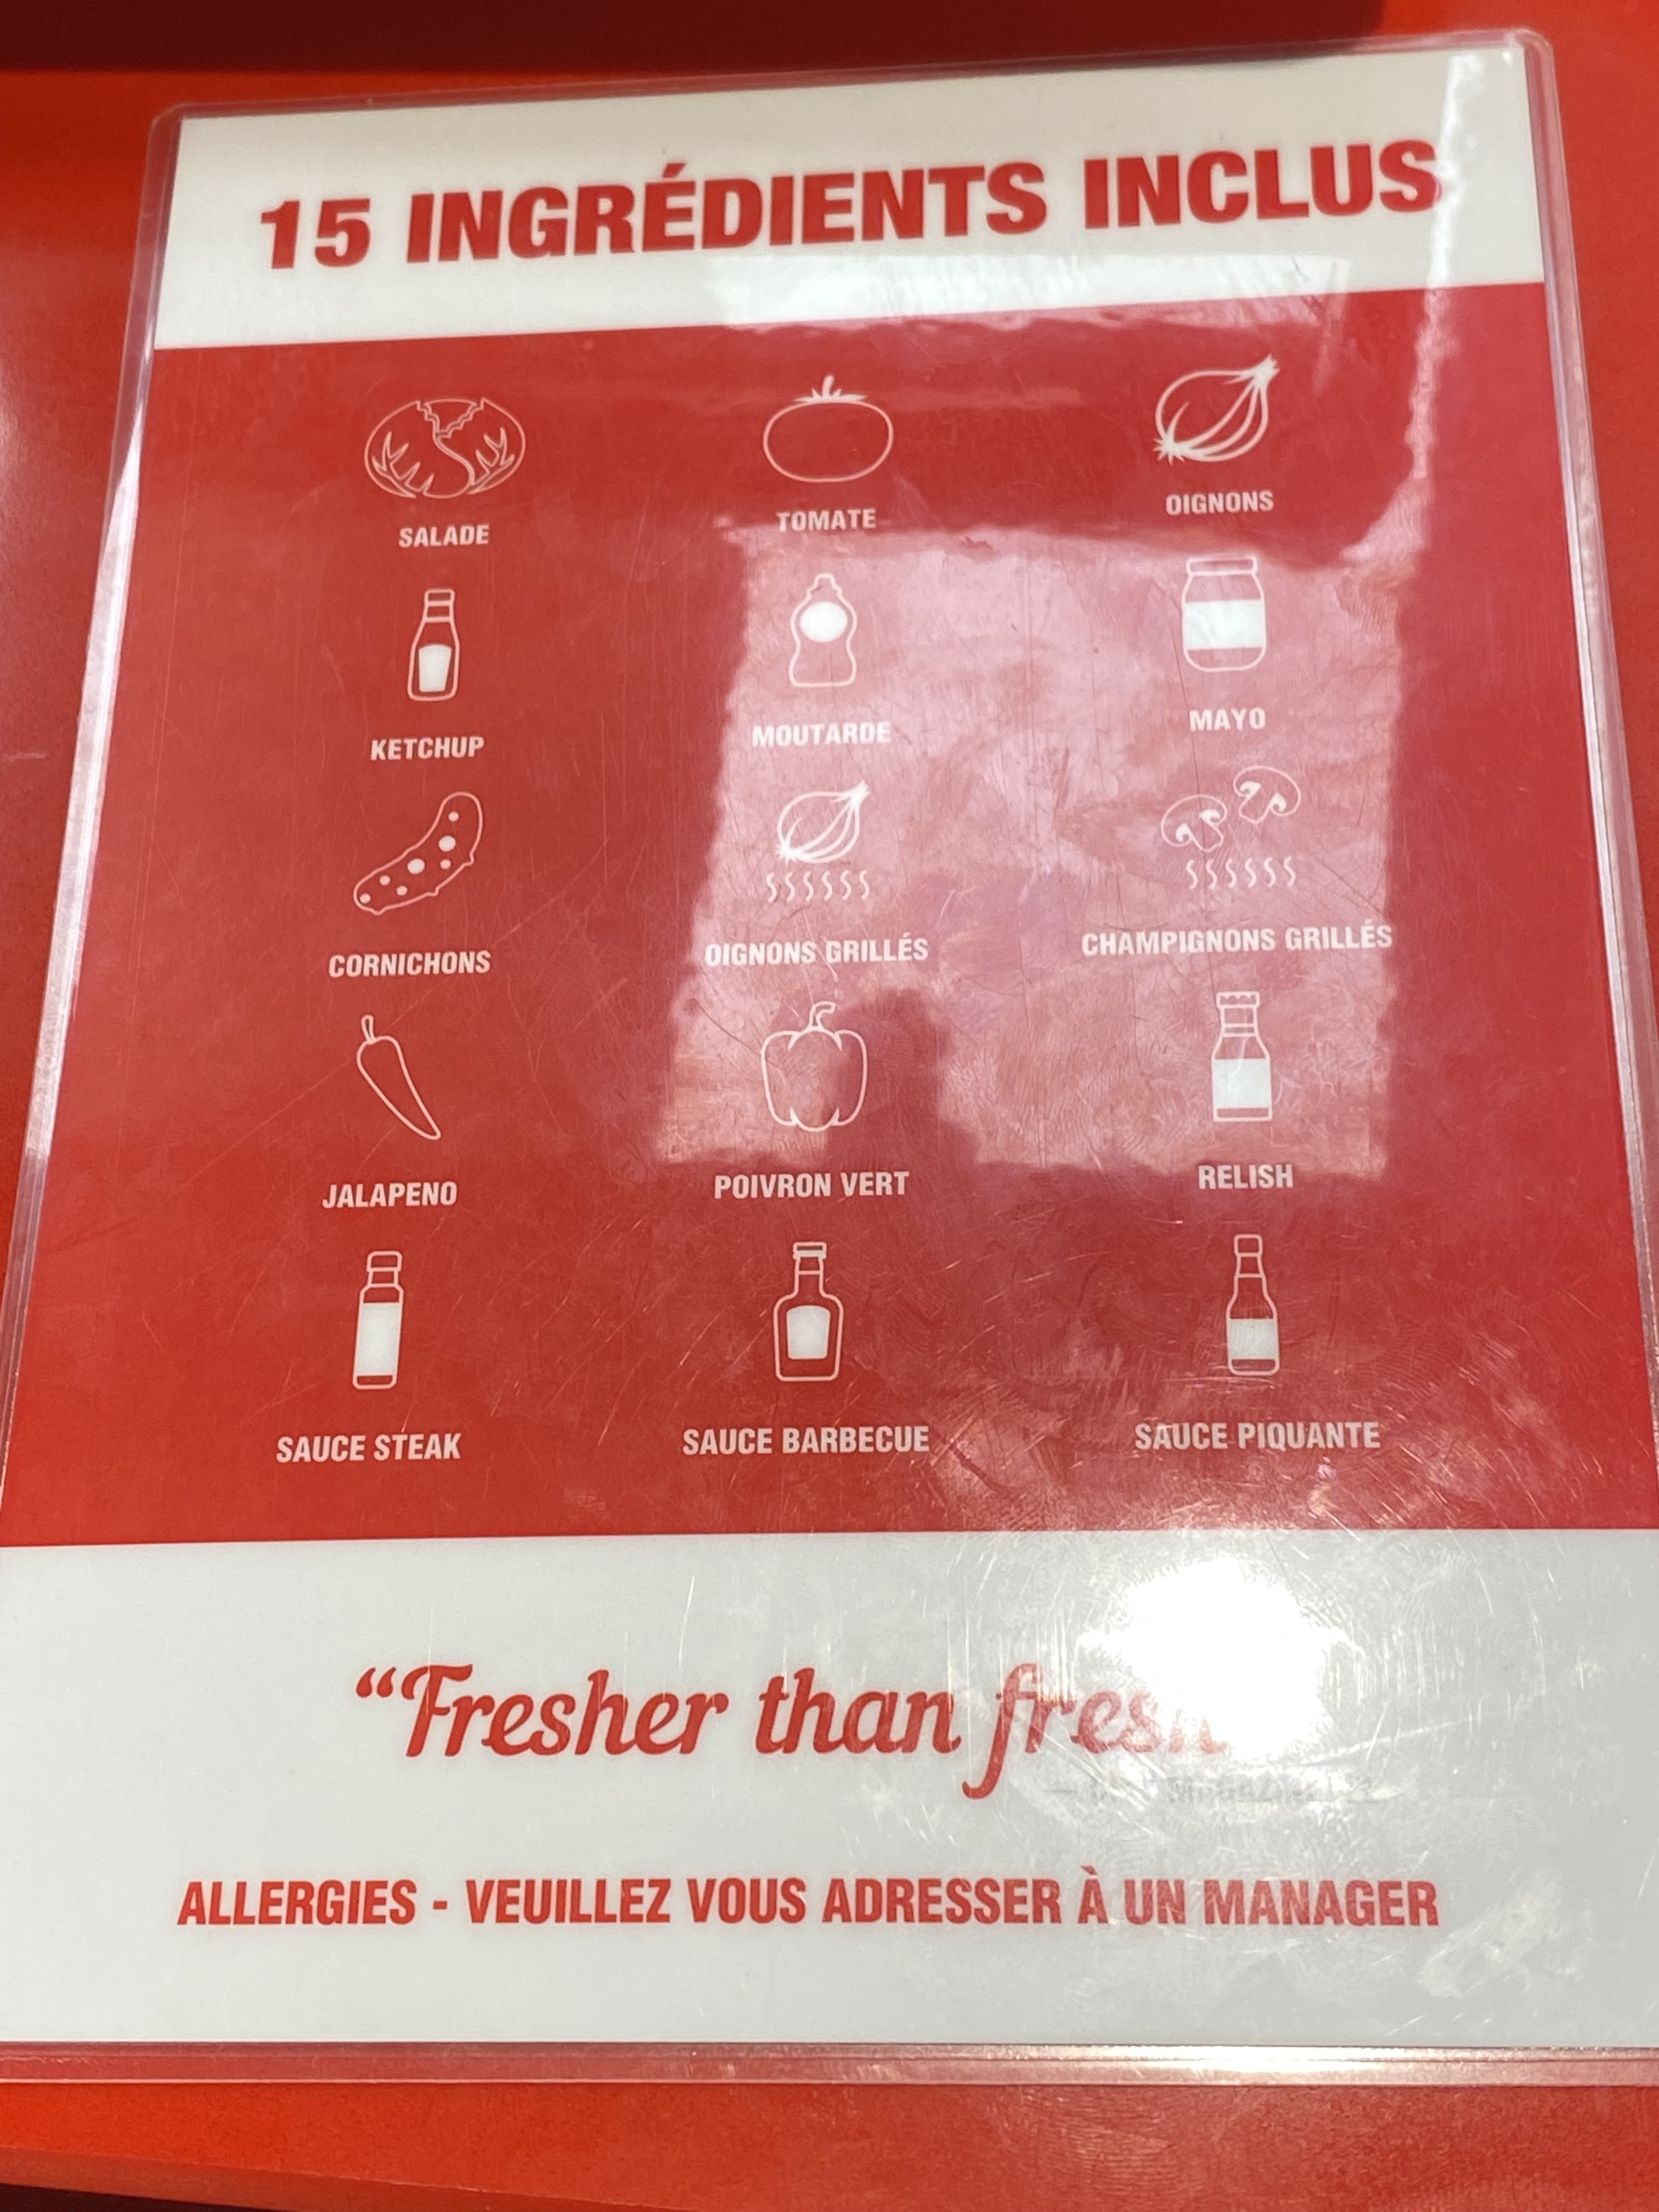 15 INGRÉDIENTS INCLUS
SALADE TOMATE OIGNONS
KETCHUP MOUTARDE MAYO
CORNICHONS OIGNONS GRILLÉS CHAMPIGNONS GRILLÉS
JALAPENO POIVRON VERT RELISH
SAUCE STEAK SAUCE BARBECUE SAUCE PIQUANTE
“Fresher than fresh
ALLERGIES - VEUILLEZ VOUS ADRESSER À UN MANAGER